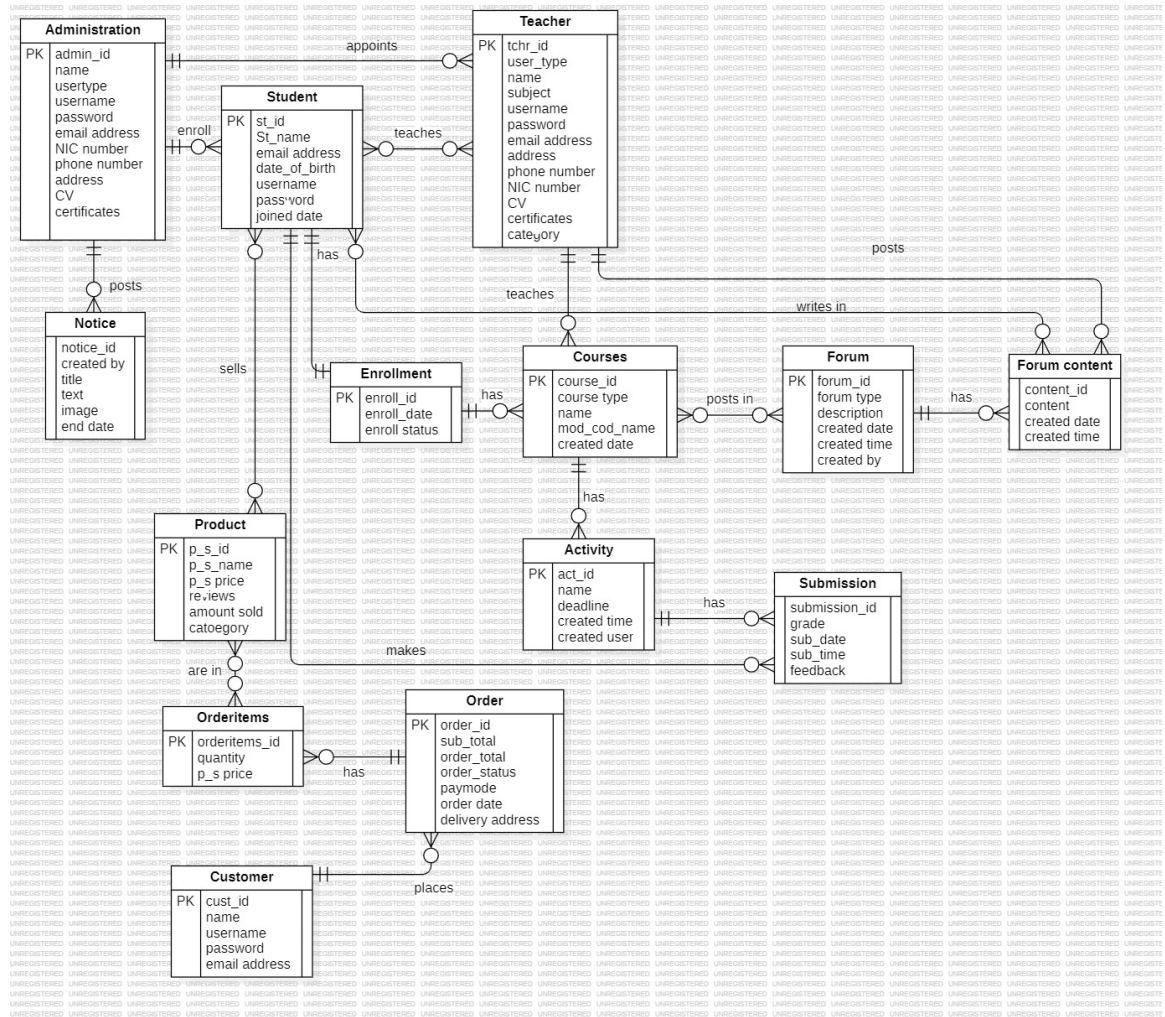 Administration
PK
admin_id
name
usertype
username
password
email address
NIC number
phone number
address
CV
certificates
appoints
Teacher
PK
tchr_id
user_type
name
subject
username
password
email address
address
phone number
NIC number
CV
certificates
category
enroll
Student
PK
st_id
St_name
email address
date_of_birth
username
password
joined date
teaches
posts
Notice
notice_id
created by
title
text
image
end date
has
teaches
posts
writes in
sells
Enrollment
PK
enroll_id
enroll_date
enroll status
has
Courses
PK
course_id
course type
name
mod_cod_name
created date
posts in
Forum
PK
forum_id
forum type
description
created date
created time
created by
has
Forum content
content_id
content
created date
created time
has
Product
PK
p_s_id
p_s_name
p_s price
reviews
amount sold
catoegory
Activity
PK
act_id
name
deadline
created time
created user
has
Submission
submission_id
grade
sub_date
sub_time
feedback
makes
are in
Orderitems
PK
orderitems_id
quantity
p_s price
has
Order
PK
order_id
sub_total
order_total
order_status
paymode
order date
delivery address
places
Customer
PK
cust_id
name
username
password
email address
UNREGISTERED